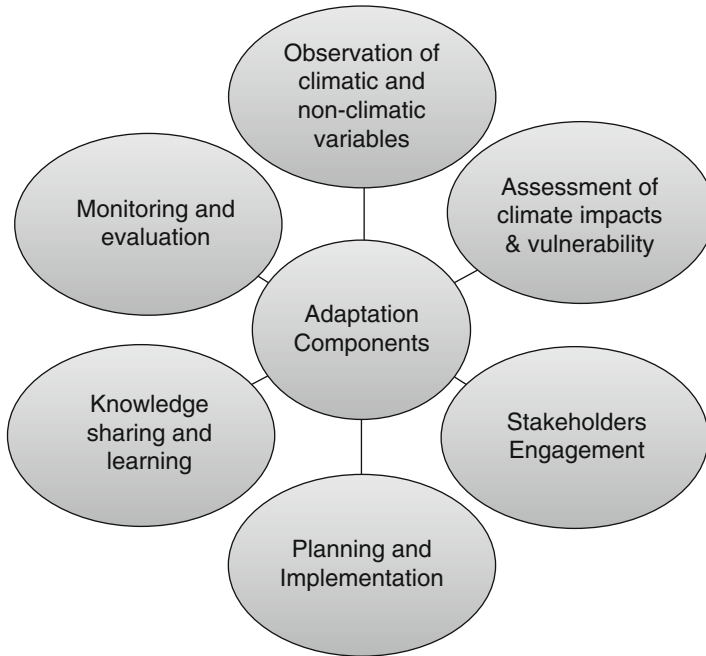 Observation of
climatic and
non-climatic
variables
Assessment of
climate impacts
& vulnerability
Stakeholders
Engagement
Planning and
Implementation
Knowledge
sharing and
learning
Monitoring and
evaluation
Adaptation
Components